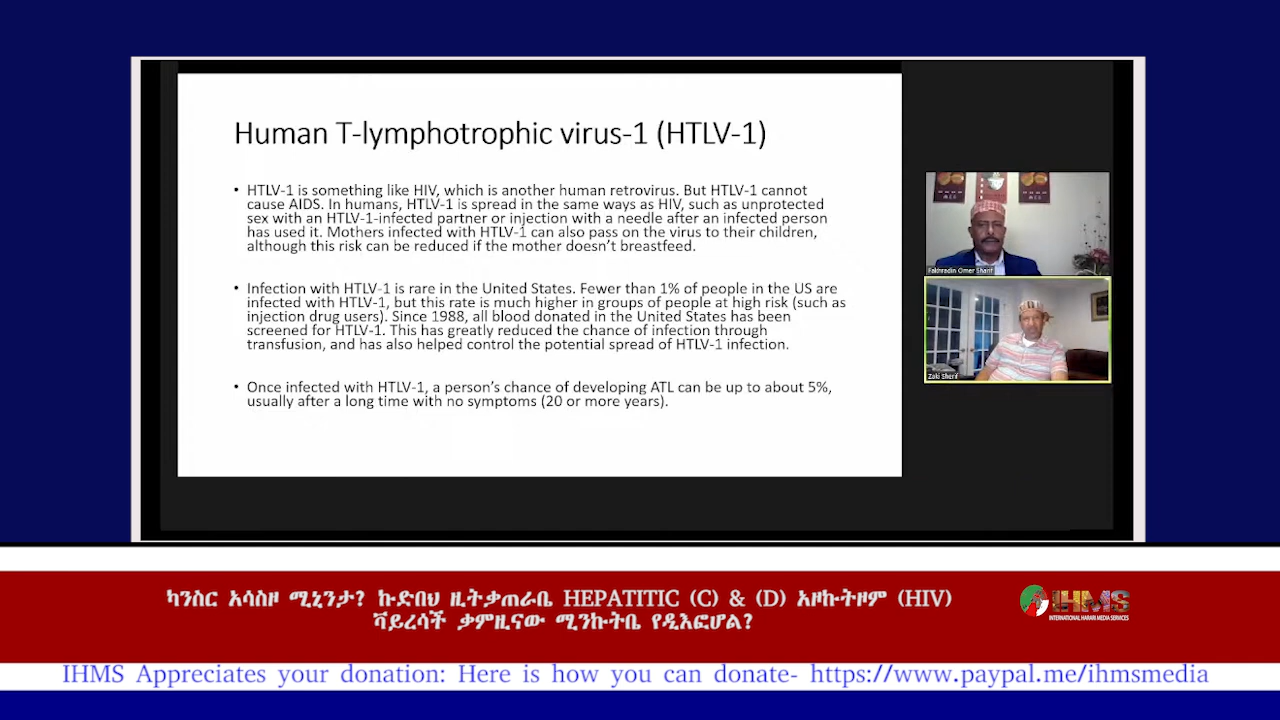 Human T-lymphotrophic virus-1 (HTLV-1)
• HTLV-1 is something like HIV, which is another human retrovirus. But HTLV-1 cannot
cause AIDS. In humans, HTLV-1 is spread in the same ways as HIV, such as unprotected
sex with an HTLV-1-infected partner or injection with a needle after an infected person
has used it. Mothers infected with HTLV-1 can also pass on the virus to their children,
although this risk can be reduced if the mother doesn't breastfeed.
• Infection with HTLV-1 is rare in the United States. Fewer than 1% of people in the US are
infected with HTLV-1, but this rate is much higher in groups of people at high risk (such as
injection drug users). Since 1988, all blood donated in the United States has been
screened for HTLV-1. This has greatly reduced the chance of infection through
transfusion, and has also helped control the potential spread of HTLV-1 infection.
• Once infected with HTLV-1, a person's chance of developing ATL can be up to about 5%,
usually after a long time with no symptoms (20 or more years).
Fakhradin Omer Sharif
Zaki Sherif
ካንስር አሳስዞ ሚኒንታ? ኩድበህ ዚትቃጠራቤ HEPATITIC (C) & (D) አዞኩትዞም (HIV)
ቫይረሳች ቃምዚናው ሚንኩትቤ የዲእፎሆል?
IHMS
INTERNATIONAL HARARI MEDIA SERVICES
IHMS Appreciates your donation: Here is how you can donate- https://www.paypal.me/ihmsmedia